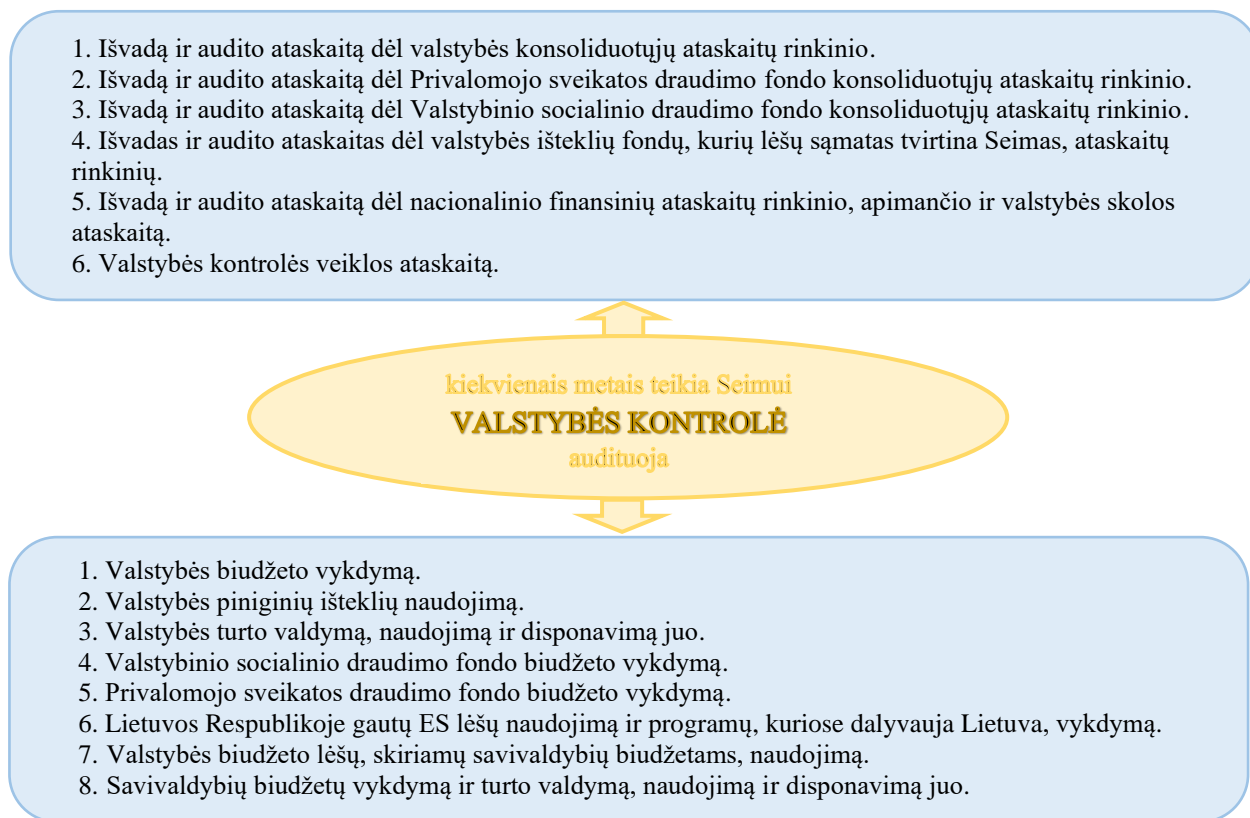 1. Išvadą ir audito ataskaitą dėl valstybės konsoliduotųjų ataskaitų rinkinio.
2. Išvadą ir audito ataskaitą dėl Privalomojo sveikatos draudimo fondo konsoliduotųjų ataskaitų rinkinio.
3. Išvadą ir audito ataskaitą dėl Valstybinio socialinio draudimo fondo konsoliduotųjų ataskaitų rinkinio.
4. Išvadas ir audito ataskaitas dėl valstybės išteklių fondų, kurių lėšų sąmatas tvirtina Seimas, ataskaitų
rinkinių.
5. Išvadą ir audito ataskaitą dėl nacionalinio finansinių ataskaitų rinkinio, apimančio ir valstybės skolos
ataskaitą.
6. Valstybės kontrolės veiklos ataskaitą.
kiekvienais metais teikia Seimui
VALSTYBĖS KONTROLĖ
audituoja
1. Valstybės biudžeto vykdymą.
2. Valstybės piniginių išteklių naudojimą.
3. Valstybės turto valdymą, naudojimą ir disponavimą juo.
4. Valstybinio socialinio draudimo fondo biudžeto vykdymą.
5. Privalomojo sveikatos draudimo fondo biudžeto vykdymą.
6. Lietuvos Respublikoje gautų ES lėšų naudojimą ir programų, kuriose dalyvauja Lietuva, vykdymą.
7. Valstybės biudžeto lėšų, skiriamų savivaldybių biudžetams, naudojimą.
8. Savivaldybių biudžetų vykdymą ir turto valdymą, naudojimą ir disponavimą juo.